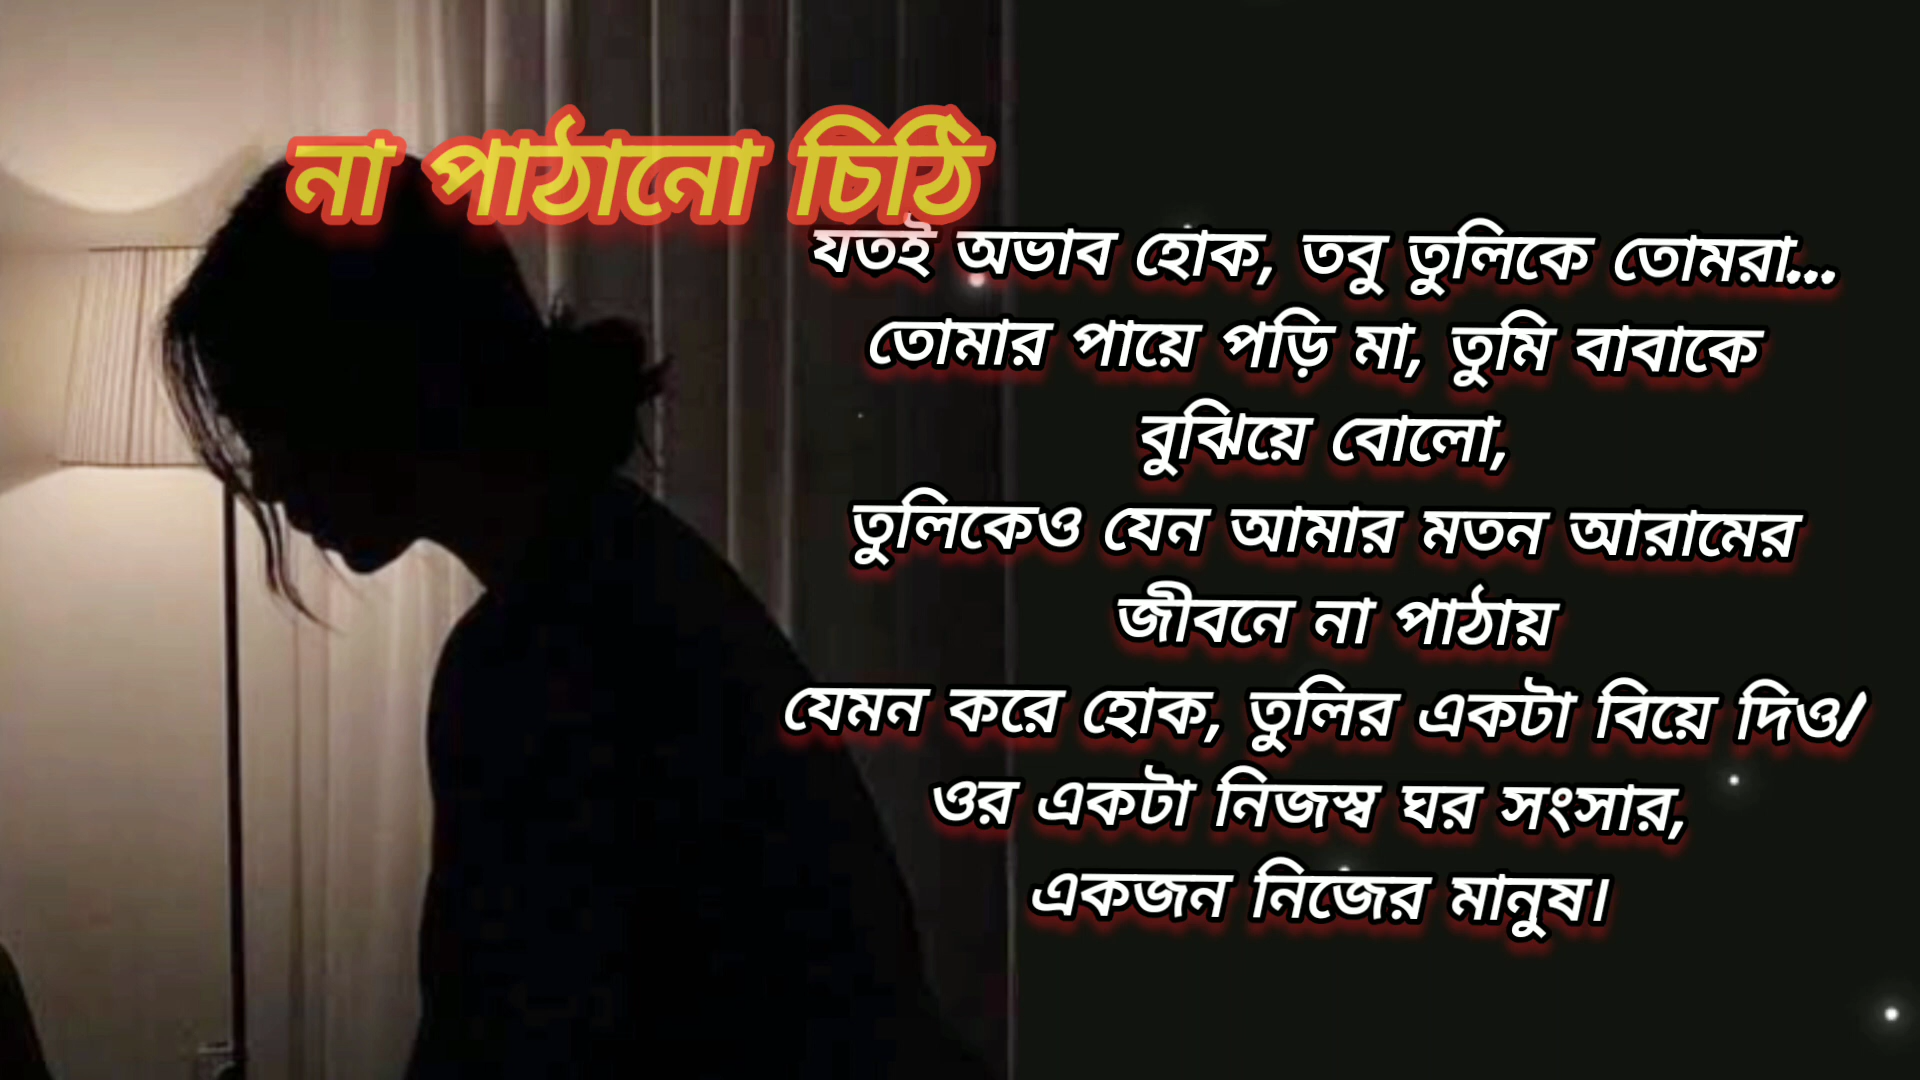 না পাঠানো চিঠি
যতই অভাব হোক, তবু তুলিকে তোমরা...
তোমার পায়ে পড়ি মা, তুমি বাবাকে
বুঝিয়ে বোলো,
তুলিকেও যেন আমার মতন আরামের
জীবনে না পাঠায়
যেমন করে হোক, তুলির একটা বিয়ে দিও/
ওর একটা নিজস্ব ঘর সংসার,
একজন নিজের মানুষ।